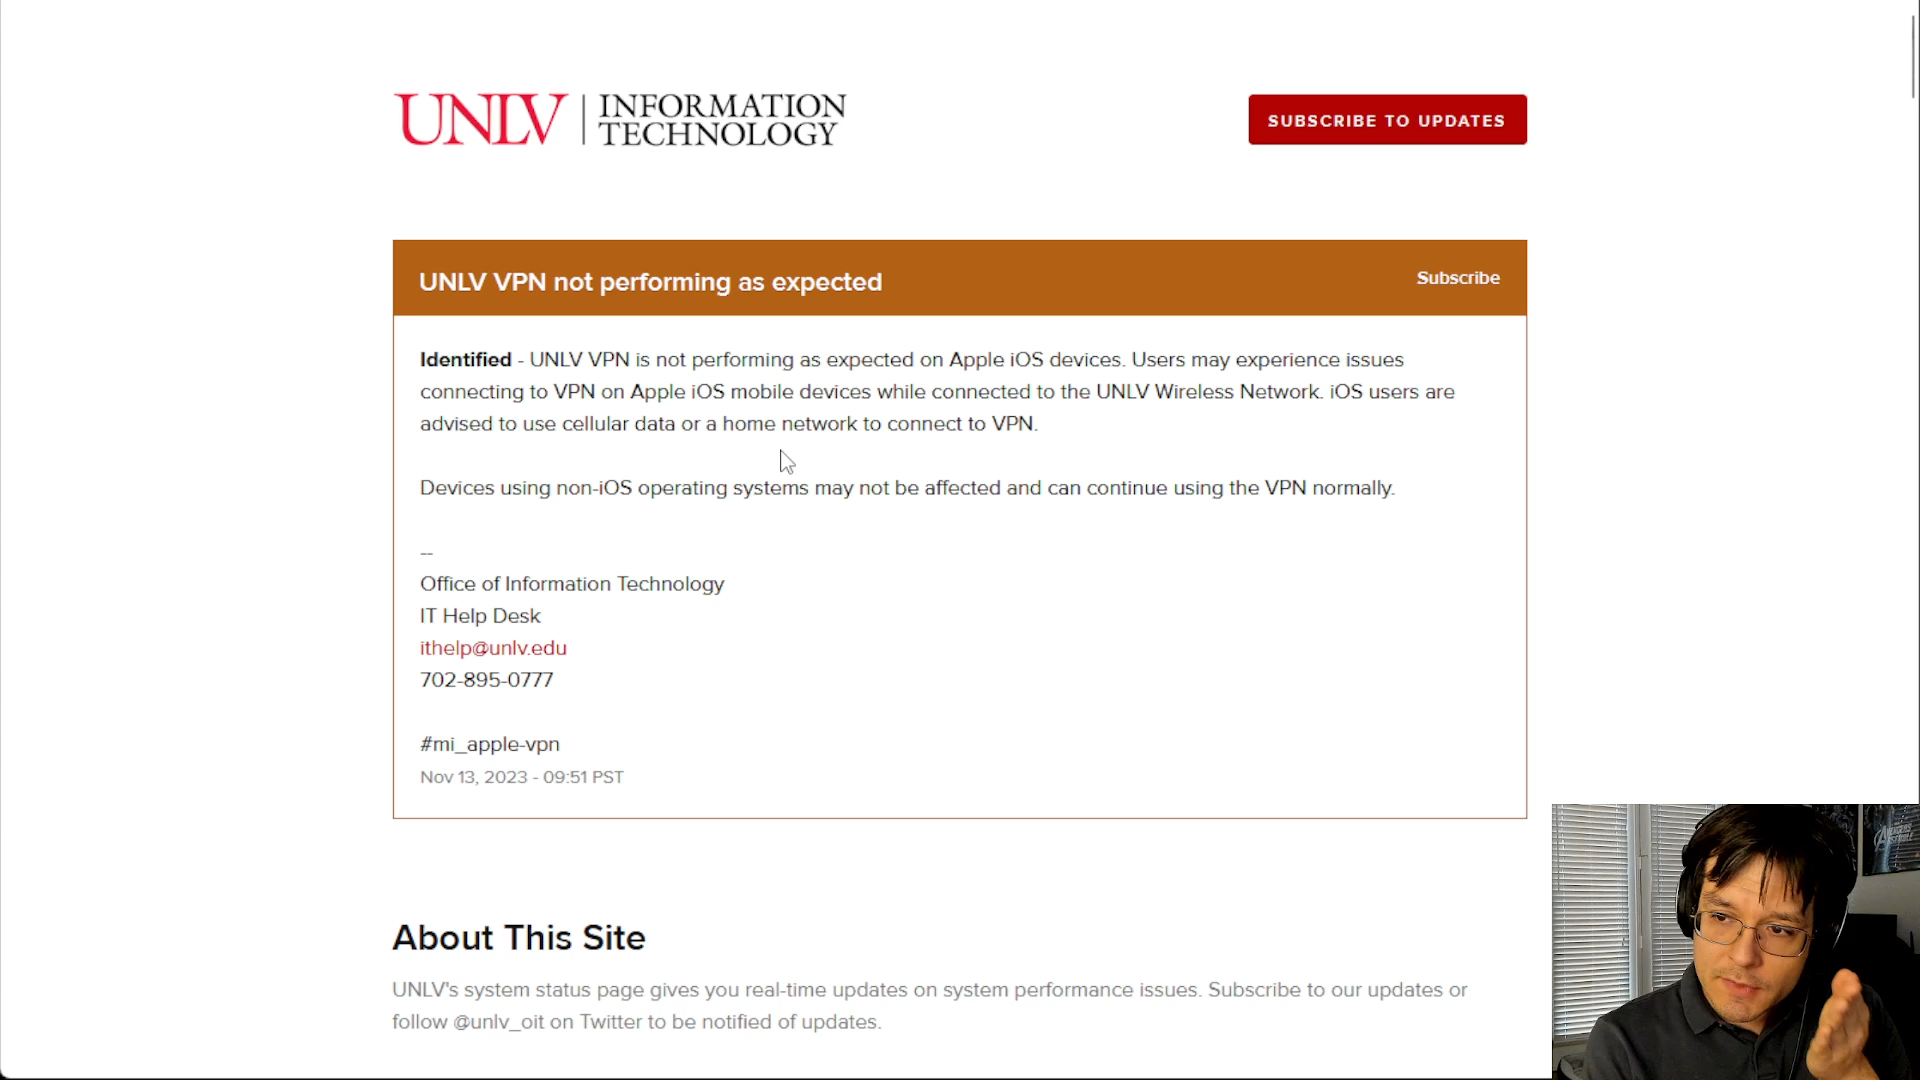 UNLV | INFORMATION
TECHNOLOGY
SUBSCRIBE TO UPDATES
UNLV VPN not performing as expected
Subscribe
Identified - UNLV VPN is not performing as expected on Apple iOS devices. Users may experience issues
connecting to VPN on Apple iOS mobile devices while connected to the UNLV Wireless Network. iOS users are
advised to use cellular data or a home network to connect to VPN.
Devices using non-iOS operating systems may not be affected and can continue using the VPN normally.
--
Office of Information Technology
IT Help Desk
ithelp@unlv.edu
702-895-0777
#mi_apple-vpn
Nov 13, 2023 - 09:51 PST
About This Site
UNLV's system status page gives you real-time updates on system performance issues. Subscribe to our updates or
follow @unlv_oit on Twitter to be notified of updates.
AVENGERS